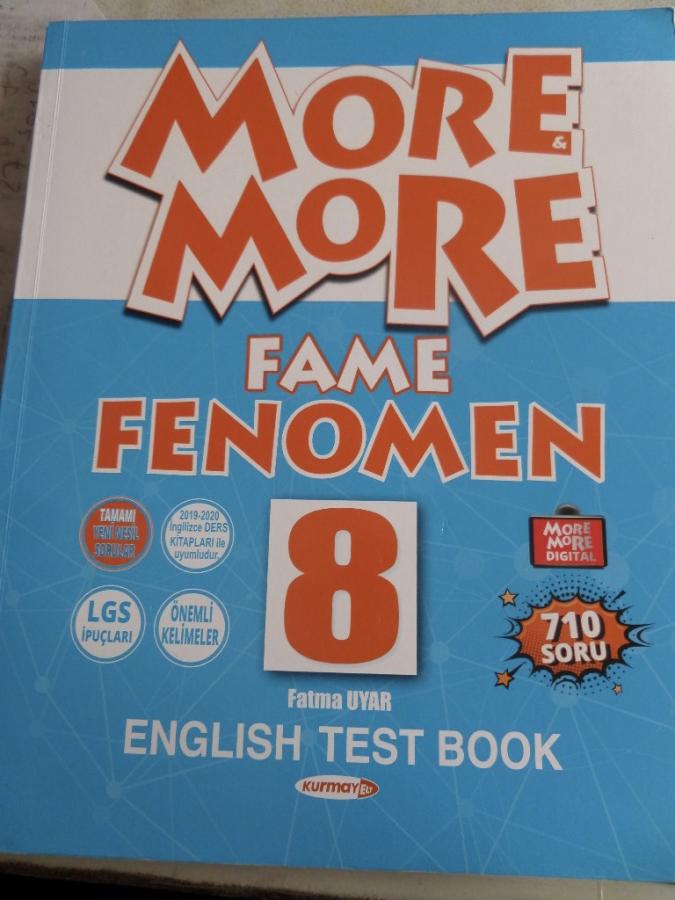 MORE &
MORE
FAME
FENOMEN
8
TAMAMI
YENİ NESİL
SORULAR
2019-2020
İngilizce DERS
KİTAPLARI ile
uyumludur.
LGS
İPUÇLARI
ÖNEMLİ
KELİMELER
MORE
MORE
DIGITAL
710
SORU
Fatma UYAR
ENGLISH TEST BOOK
Kurmay ELT